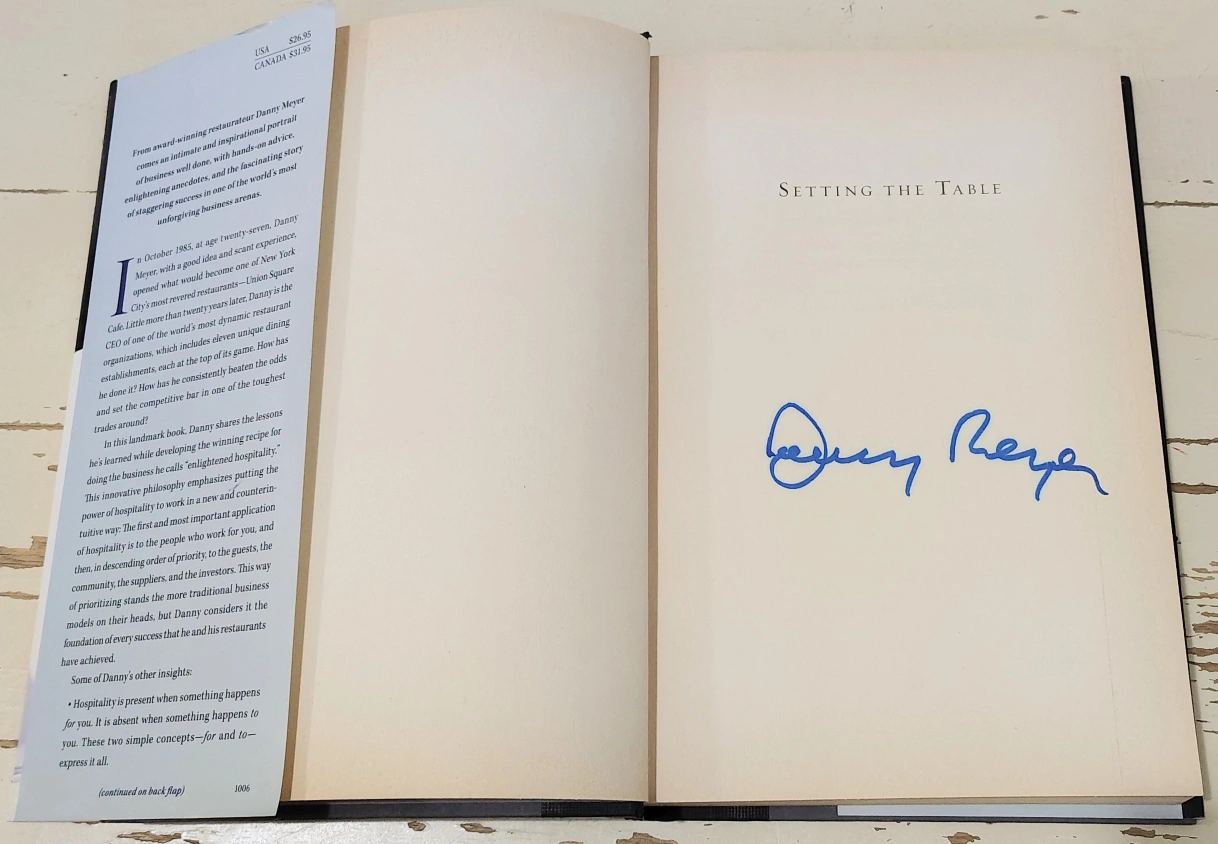 USA $26.95
CANADA $31.95
From award-winning restaurateur Danny Meyer
comes an intimate and inspirational portrait
of business well done, with hands-on advice,
enlightening anecdotes, and the fascinating story
of staggering success in one of the world's most
unforgiving business arenas.
In October 1985, at age twenty-seven, Danny
Meyer, with a good idea and scant experience,
opened what would become one of New York
City's most revered restaurants—Union Square
Cafe. Little more than twenty years later, Danny is the
CEO of one of the world's most dynamic restaurant
organizations, which includes eleven unique dining
establishments, each at the top of its game. How has
he done it? How has he consistently beaten the odds
and set the competitive bar in one of the toughest
trades around?
In this landmark book, Danny shares the lessons
he's learned while developing the winning recipe for
doing the business he calls "enlightened hospitality."
This innovative philosophy emphasizes putting the
power of hospitality to work in a new and counterin-
tuitive way: The first and most important application
of hospitality is to the people who work for you, and
then, in descending order of priority, to the guests, the
community, the suppliers, and the investors. This way
of prioritizing stands the more traditional business
models on their heads, but Danny considers it the
foundation of every success that he and his restaurants
have achieved.
Some of Danny's other insights:
• Hospitality is present when something happens
for you. It is absent when something happens to
you. These two simple concepts—for and to—
express it all.
(continued on back flap) 1006
SETTING THE TABLE
Danny Meyer